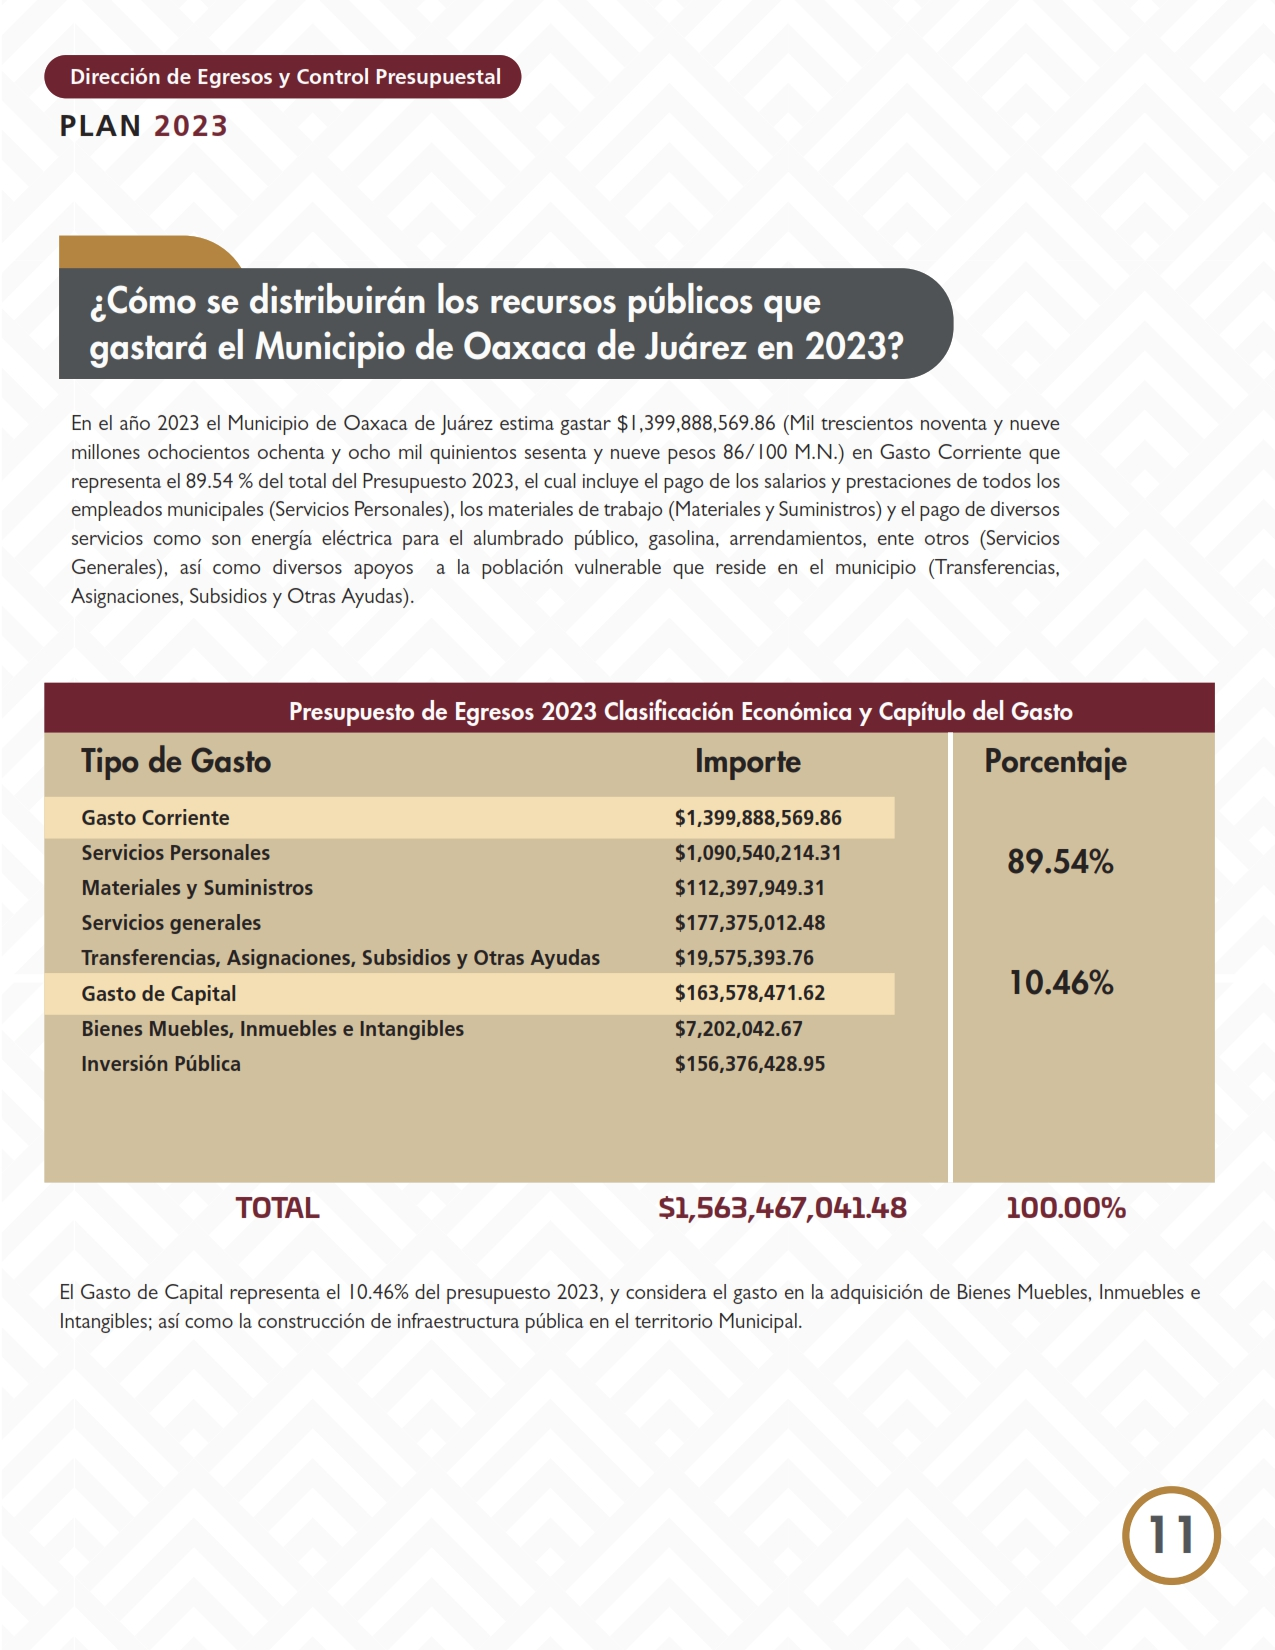 Dirección de Egresos y Control Presupuestal
PLAN 2023
¿Cómo se distribuirán los recursos públicos que
gastará el Municipio de Oaxaca de Juárez en 2023?
En el año 2023 el Municipio de Oaxaca de Juárez estima gastar $1,399,888,569.86 (Mil trescientos noventa y nueve
millones ochocientos ochenta y ocho mil quinientos sesenta y nueve pesos 86/100 M.N.) en Gasto Corriente que
representa el 89.54 % del total del Presupuesto 2023, el cual incluye el pago de los salarios y prestaciones de todos los
empleados municipales (Servicios Personales), los materiales de trabajo (Materiales y Suministros) y el pago de diversos
servicios como son energía eléctrica para el alumbrado público, gasolina, arrendamientos, ente otros (Servicios
Generales), así como diversos apoyos a la población vulnerable que reside en el municipio (Transferencias,
Asignaciones, Subsidios y Otras Ayudas).
Presupuesto de Egresos 2023 Clasificación Económica y Capítulo del Gasto
Tipo de Gasto Importe Porcentaje
Gasto Corriente $1,399,888,569.86
Servicios Personales $1,090,540,214.31
89.54%
Materiales y Suministros $112,397,949.31
Servicios generales $177,375,012.48
Transferencias, Asignaciones, Subsidios y Otras Ayudas $19,575,393.76
10.46%
Gasto de Capital $163,578,471.62
Bienes Muebles, Inmuebles e Intangibles $7,202,042.67
Inversión Pública $156,376,428.95
TOTAL $1,563,467,041.48 100.00%
El Gasto de Capital representa el 10.46% del presupuesto 2023, y considera el gasto en la adquisición de Bienes Muebles, Inmuebles e
Intangibles; así como la construcción de infraestructura pública en el territorio Municipal.
11